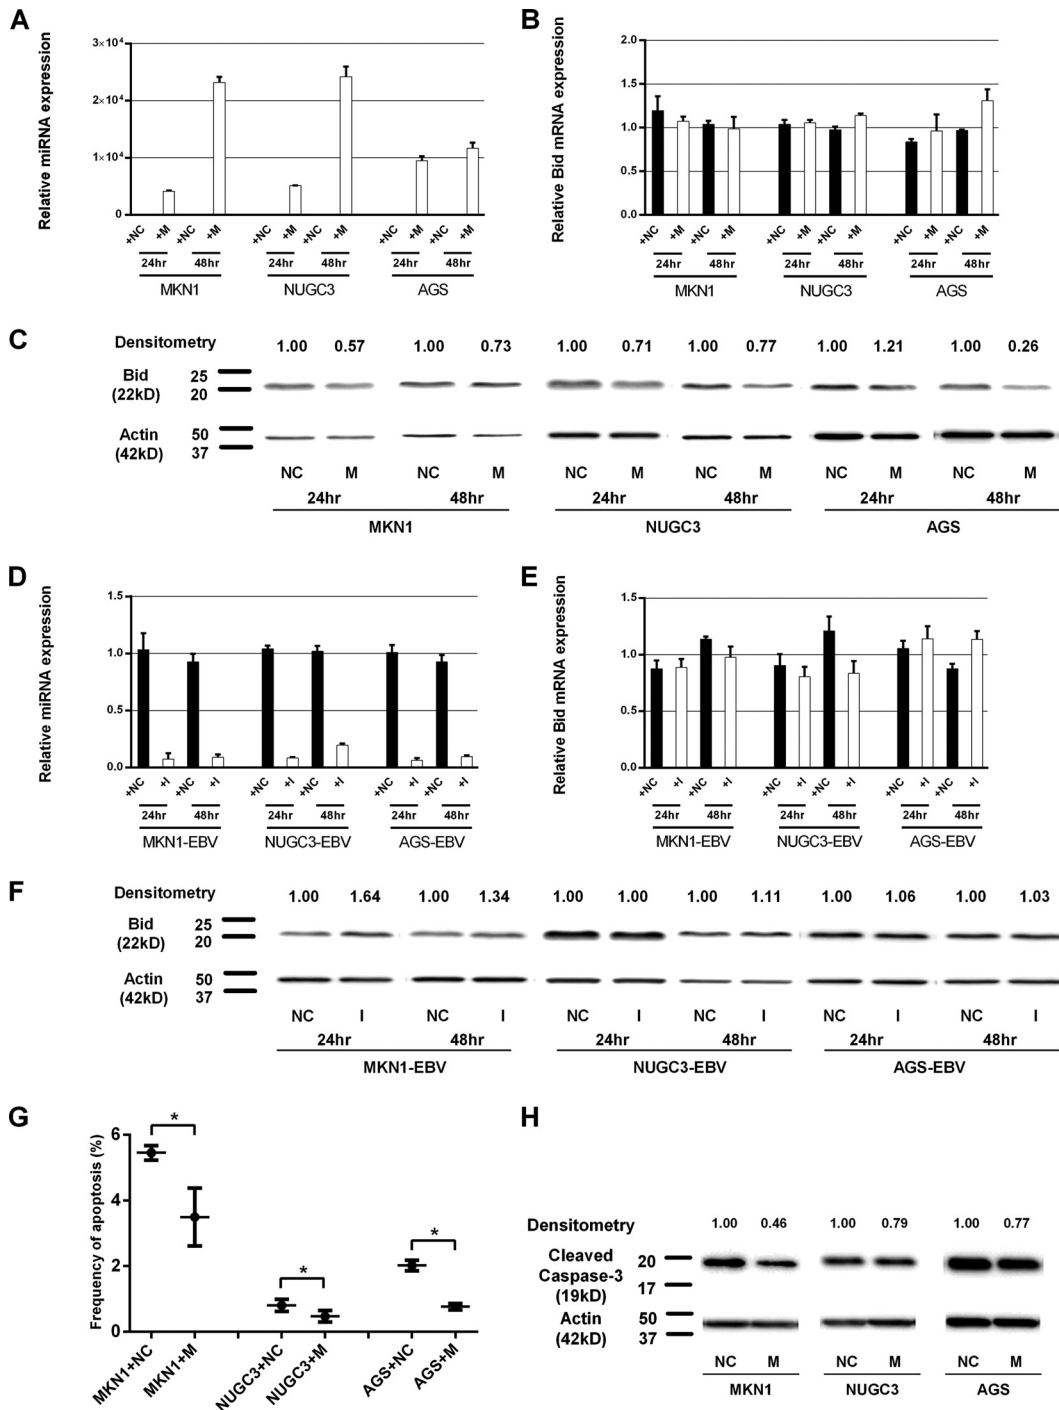 A
Relative miRNA expression
3×10⁴
2×10⁴
1×10⁴
0
+NC +M +NC +M +NC +M +NC +M +NC +M +NC +M
24hr 48hr 24hr 48hr 24hr 48hr
MKN1 NUGC3 AGS
B
Relative Bid mRNA expression
2.0
1.5
1.0
0.5
0.0
+NC +M +NC +M +NC +M +NC +M +NC +M +NC +M
24hr 48hr 24hr 48hr 24hr 48hr
MKN1 NUGC3 AGS
C
Densitometry 1.00 0.57 1.00 0.73 1.00 0.71 1.00 0.77 1.00 1.21 1.00 0.26
Bid 25
(22kD) 20
Actin 50
(42kD) 37
NC M NC M NC M NC M NC M NC M
24hr 48hr 24hr 48hr 24hr 48hr
MKN1 NUGC3 AGS
D
Relative miRNA expression
1.5
1.0
0.5
0.0
+NC +I +NC +I +NC +I +NC +I +NC +I +NC +I
24hr 48hr 24hr 48hr 24hr 48hr
MKN1-EBV NUGC3-EBV AGS-EBV
E
Relative Bid mRNA expression
1.5
1.0
0.5
0.0
+NC +I +NC +I +NC +I +NC +I +NC +I +NC +I
24hr 48hr 24hr 48hr 24hr 48hr
MKN1-EBV NUGC3-EBV AGS-EBV
F
Densitometry 1.00 1.64 1.00 1.34 1.00 1.00 1.00 1.11 1.00 1.06 1.00 1.03
Bid 25
(22kD) 20
Actin 50
(42kD) 37
NC I NC I NC I NC I NC I NC I
24hr 48hr 24hr 48hr 24hr 48hr
MKN1-EBV NUGC3-EBV AGS-EBV
G
Frequency of apoptosis (%)
6
4
2
0
* * *
MKN1+NC MKN1+M NUGC3+NC NUGC3+M AGS+NC AGS+M
H
Densitometry 1.00 0.46 1.00 0.79 1.00 0.77
Cleaved 20
Caspase-3
(19kD) 17
Actin 50
(42kD) 37
NC M NC M NC M
MKN1 NUGC3 AGS